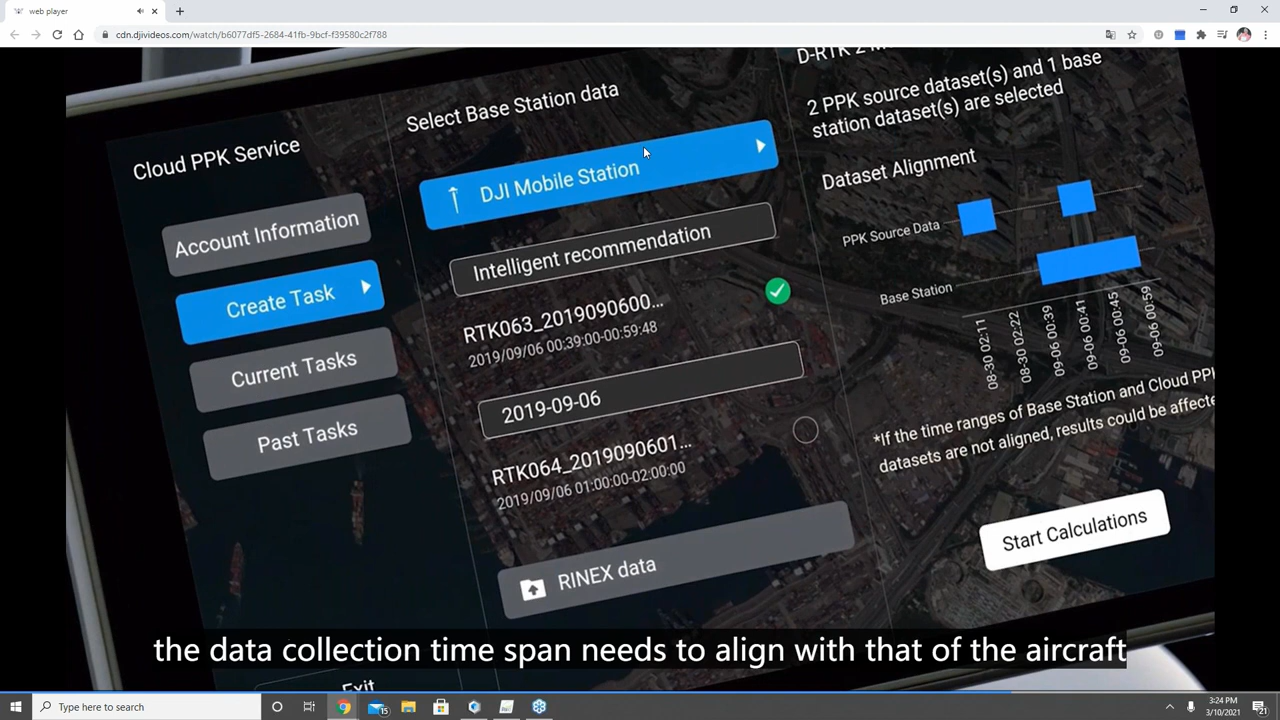 web player
cdn.djivideos.com/watch/b6077df5-2684-41fb-9bcf-f39580c2f788
Cloud PPK Service
Account Information
Create Task
Current Tasks
Past Tasks
Exit
Select Base Station data
DJI Mobile Station
Intelligent recommendation
RTK063_2019090600...
2019/09/06 00:39:00-00:59:48
2019-09-06
RTK064_2019090601...
2019/09/06 01:00:00-02:00:00
RINEX data
D-RTK 2
2 PPK source dataset(s) and 1 base
station dataset(s) are selected
Dataset Alignment
PPK Source Data
Base Station
08-30 02:11
08-30 02:22
09-06 00:39
09-06 00:41
09-06 00:45
09-06 00:59
*If the time ranges of Base Station and Cloud PPK
datasets are not aligned, results could be affecte
Start Calculations
the data collection time span needs to align with that of the aircraft
Type here to search
15
3:24 PM
3/10/2021
21